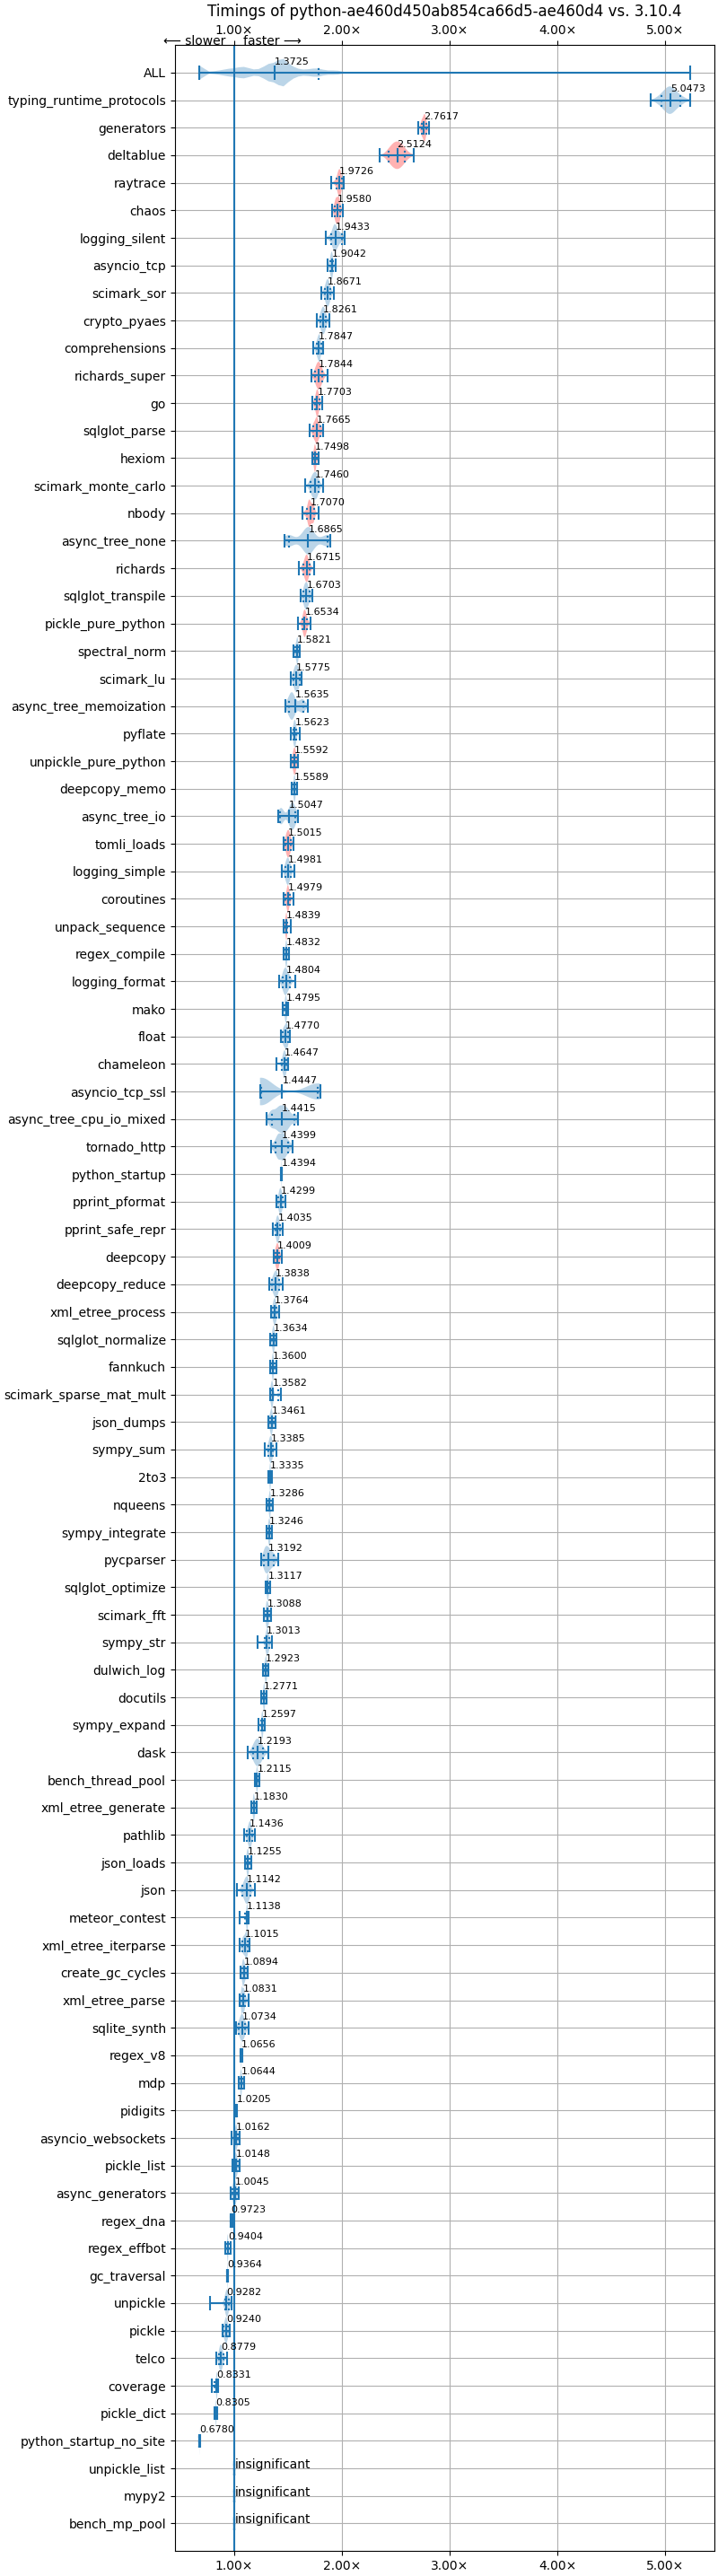 Timings of python-ae460d450ab854ca66d5-ae460d4 vs. 3.10.4
1.00× 2.00× 3.00× 4.00× 5.00×
⟵ slower faster ⟶
ALL 1.3725
typing_runtime_protocols 5.0473
generators 2.7617
deltablue 2.5124
raytrace 1.9726
chaos 1.9580
logging_silent 1.9433
asyncio_tcp 1.9042
scimark_sor 1.8671
crypto_pyaes 1.8261
comprehensions 1.7847
richards_super 1.7844
go 1.7703
sqlglot_parse 1.7665
hexiom 1.7498
scimark_monte_carlo 1.7460
nbody 1.7070
async_tree_none 1.6865
richards 1.6715
sqlglot_transpile 1.6703
pickle_pure_python 1.6534
spectral_norm 1.5821
scimark_lu 1.5775
async_tree_memoization 1.5635
pyflate 1.5623
unpickle_pure_python 1.5592
deepcopy_memo 1.5589
async_tree_io 1.5047
tomli_loads 1.5015
logging_simple 1.4981
coroutines 1.4979
unpack_sequence 1.4839
regex_compile 1.4832
logging_format 1.4804
mako 1.4795
float 1.4770
chameleon 1.4647
asyncio_tcp_ssl 1.4447
async_tree_cpu_io_mixed 1.4415
tornado_http 1.4399
python_startup 1.4394
pprint_pformat 1.4299
pprint_safe_repr 1.4035
deepcopy 1.4009
deepcopy_reduce 1.3838
xml_etree_process 1.3764
sqlglot_normalize 1.3634
fannkuch 1.3600
scimark_sparse_mat_mult 1.3582
json_dumps 1.3461
sympy_sum 1.3385
2to3 1.3335
nqueens 1.3286
sympy_integrate 1.3246
pycparser 1.3192
sqlglot_optimize 1.3117
scimark_fft 1.3088
sympy_str 1.3013
dulwich_log 1.2923
docutils 1.2771
sympy_expand 1.2597
dask 1.2193
bench_thread_pool 1.2115
xml_etree_generate 1.1830
pathlib 1.1436
json_loads 1.1255
json 1.1142
meteor_contest 1.1138
xml_etree_iterparse 1.1015
create_gc_cycles 1.0894
xml_etree_parse 1.0831
sqlite_synth 1.0734
regex_v8 1.0656
mdp 1.0644
pidigits 1.0205
asyncio_websockets 1.0162
pickle_list 1.0148
async_generators 1.0045
regex_dna 0.9723
regex_effbot 0.9404
gc_traversal 0.9364
unpickle 0.9282
pickle 0.9240
telco 0.8779
coverage 0.8331
pickle_dict 0.8305
python_startup_no_site 0.6780
unpickle_list insignificant
mypy2 insignificant
bench_mp_pool insignificant
1.00× 2.00× 3.00× 4.00× 5.00×